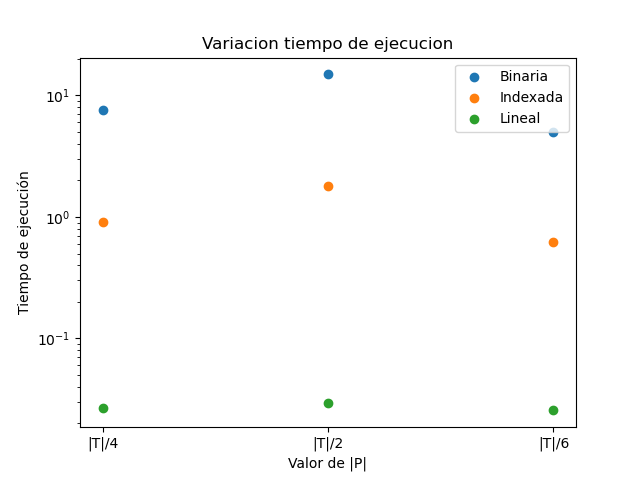 Variacion tiempo de ejecucion
Binaria
Indexada
Lineal
10¹
10⁰
10⁻¹
Tiempo de ejecución
|T|/4
|T|/2
|T|/6
Valor de |P|